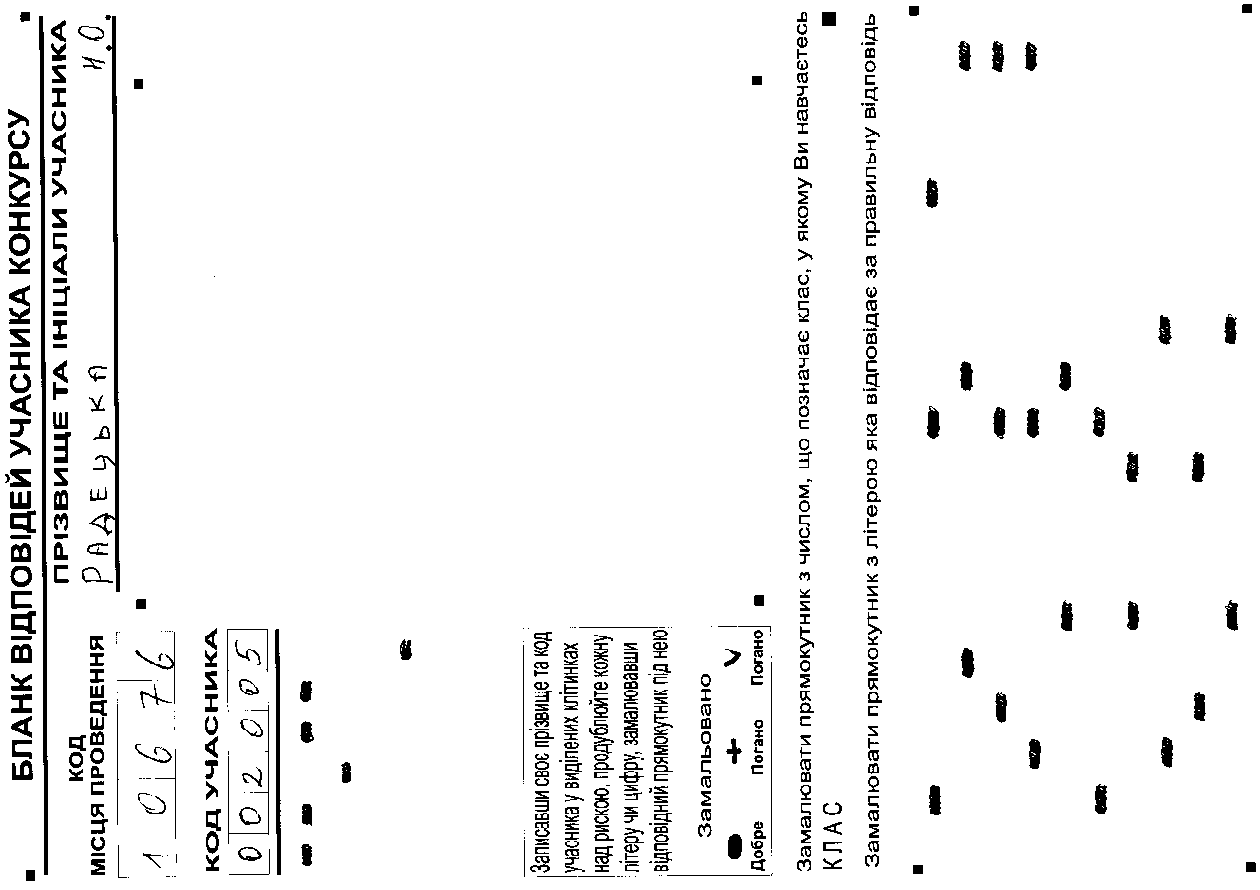 БЛАНК ВІДПОВІДЕЙ УЧАСНИКА КОНКУРСУ
ПРІЗВИЩЕ ТА ІНІЦІАЛИ УЧАСНИКА
РАДЕЦЬКА И.О.
КОД
МІСЦЯ ПРОВЕДЕННЯ
1 0 6 7 6
КОД УЧАСНИКА
0 0 2 0 0 5
Записавши своє прізвище та код
учасника у виділених клітинках
над рискою, продублюйте кожну
літеру чи цифру, замалювавши
відповідний прямокутник під нею
Замальовано
Добре Погано Погано
Замалювати прямокутник з числом, що позначає клас, у якому Ви навчаєтесь
КЛАС
Замалювати прямокутник з літерою яка відповідає за правильну відповідь